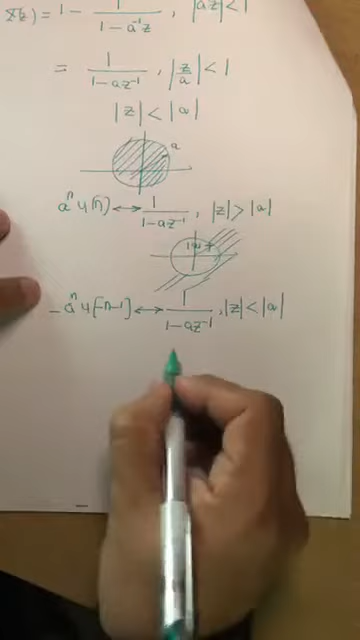 X(z) = 1 - 1/(1 - a⁻¹z), |az| < 1
= 1/(1 - az⁻¹), |z/a| < 1
|z| < |a|
a
aⁿ u(n) ↔ 1/(1 - az⁻¹), |z| > |a|
- aⁿ u[-n-1] ↔ 1/(1 - az⁻¹), |z| < |a|